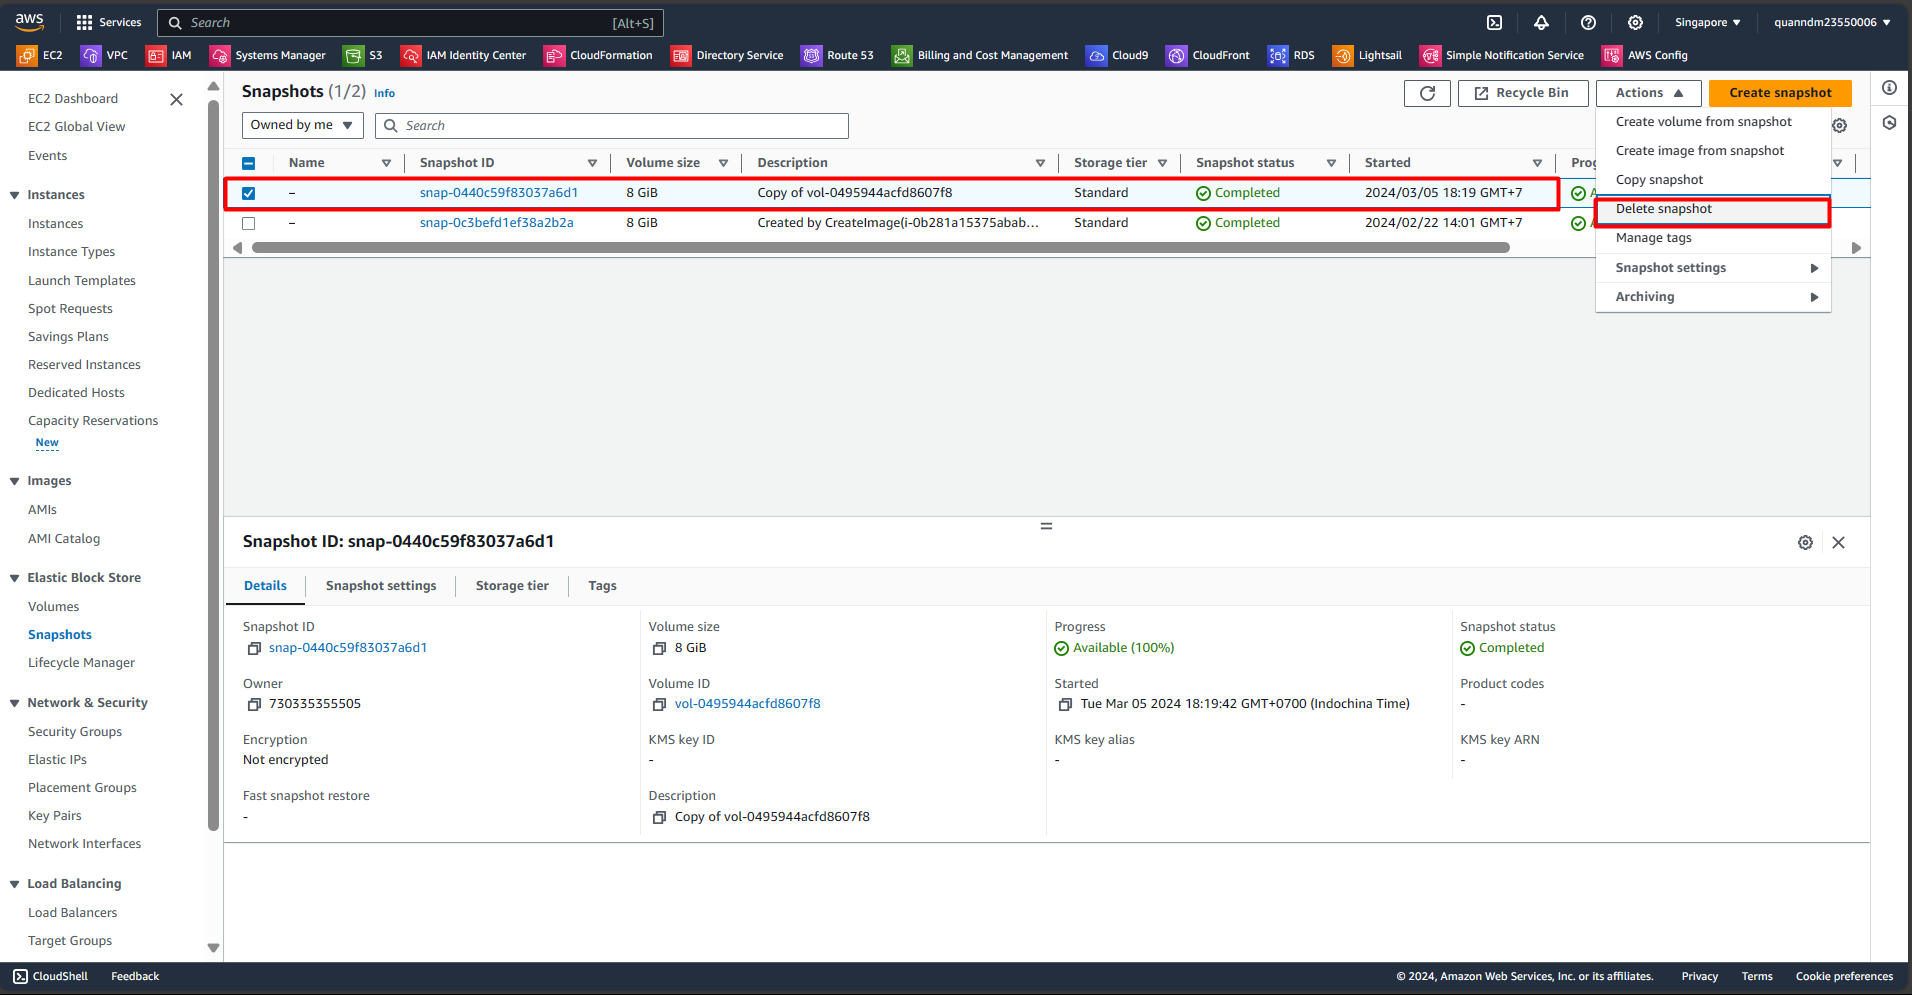 aws Services Search [Alt+S] Singapore quanndm23550006
EC2 VPC IAM Systems Manager S3 IAM Identity Center CloudFormation Directory Service Route 53 Billing and Cost Management Cloud9 CloudFront RDS Lightsail Simple Notification Service AWS Config
EC2 Dashboard
EC2 Global View
Events
Instances
Instances
Instance Types
Launch Templates
Spot Requests
Savings Plans
Reserved Instances
Dedicated Hosts
Capacity Reservations
New
Images
AMIs
AMI Catalog
Elastic Block Store
Volumes
Snapshots
Lifecycle Manager
Network & Security
Security Groups
Elastic IPs
Placement Groups
Key Pairs
Network Interfaces
Load Balancing
Load Balancers
Target Groups
Snapshots (1/2) Info Recycle Bin Actions Create snapshot
Owned by me Search
Name Snapshot ID Volume size Description Storage tier Snapshot status Started Prog
– snap-0440c59f83037a6d1 8 GiB Copy of vol-0495944acfd8607f8 Standard Completed 2024/03/05 18:19 GMT+7
– snap-0c3befd1ef38a2b2a 8 GiB Created by CreateImage(i-0b281a15375abab... Standard Completed 2024/02/22 14:01 GMT+7
Create volume from snapshot
Create image from snapshot
Copy snapshot
Delete snapshot
Manage tags
Snapshot settings
Archiving
Snapshot ID: snap-0440c59f83037a6d1
Details Snapshot settings Storage tier Tags
Snapshot ID Volume size Progress Snapshot status
snap-0440c59f83037a6d1 8 GiB Available (100%) Completed
Owner Volume ID Started Product codes
730335355505 vol-0495944acfd8607f8 Tue Mar 05 2024 18:19:42 GMT+0700 (Indochina Time) -
Encryption KMS key ID KMS key alias KMS key ARN
Not encrypted - - -
Fast snapshot restore Description
- Copy of vol-0495944acfd8607f8
CloudShell Feedback © 2024, Amazon Web Services, Inc. or its affiliates. Privacy Terms Cookie preferences